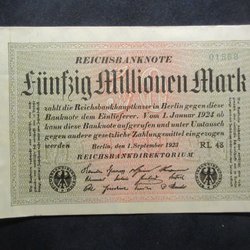 REICHSBANKNOTE
Fünfzig Millionen Mark
zahlt die Reichsbankhauptkasse in Berlin gegen diese
Banknote dem Einlieferer. Vom 1. Januar 1924 ab
kann diese Banknote aufgerufen und unter Umtausch
gegen andere gesetzliche Zahlungsmittel eingezogen
werden
Berlin, den 1. September 1923
RL 45
REICHSBANKDIREKTORIUM